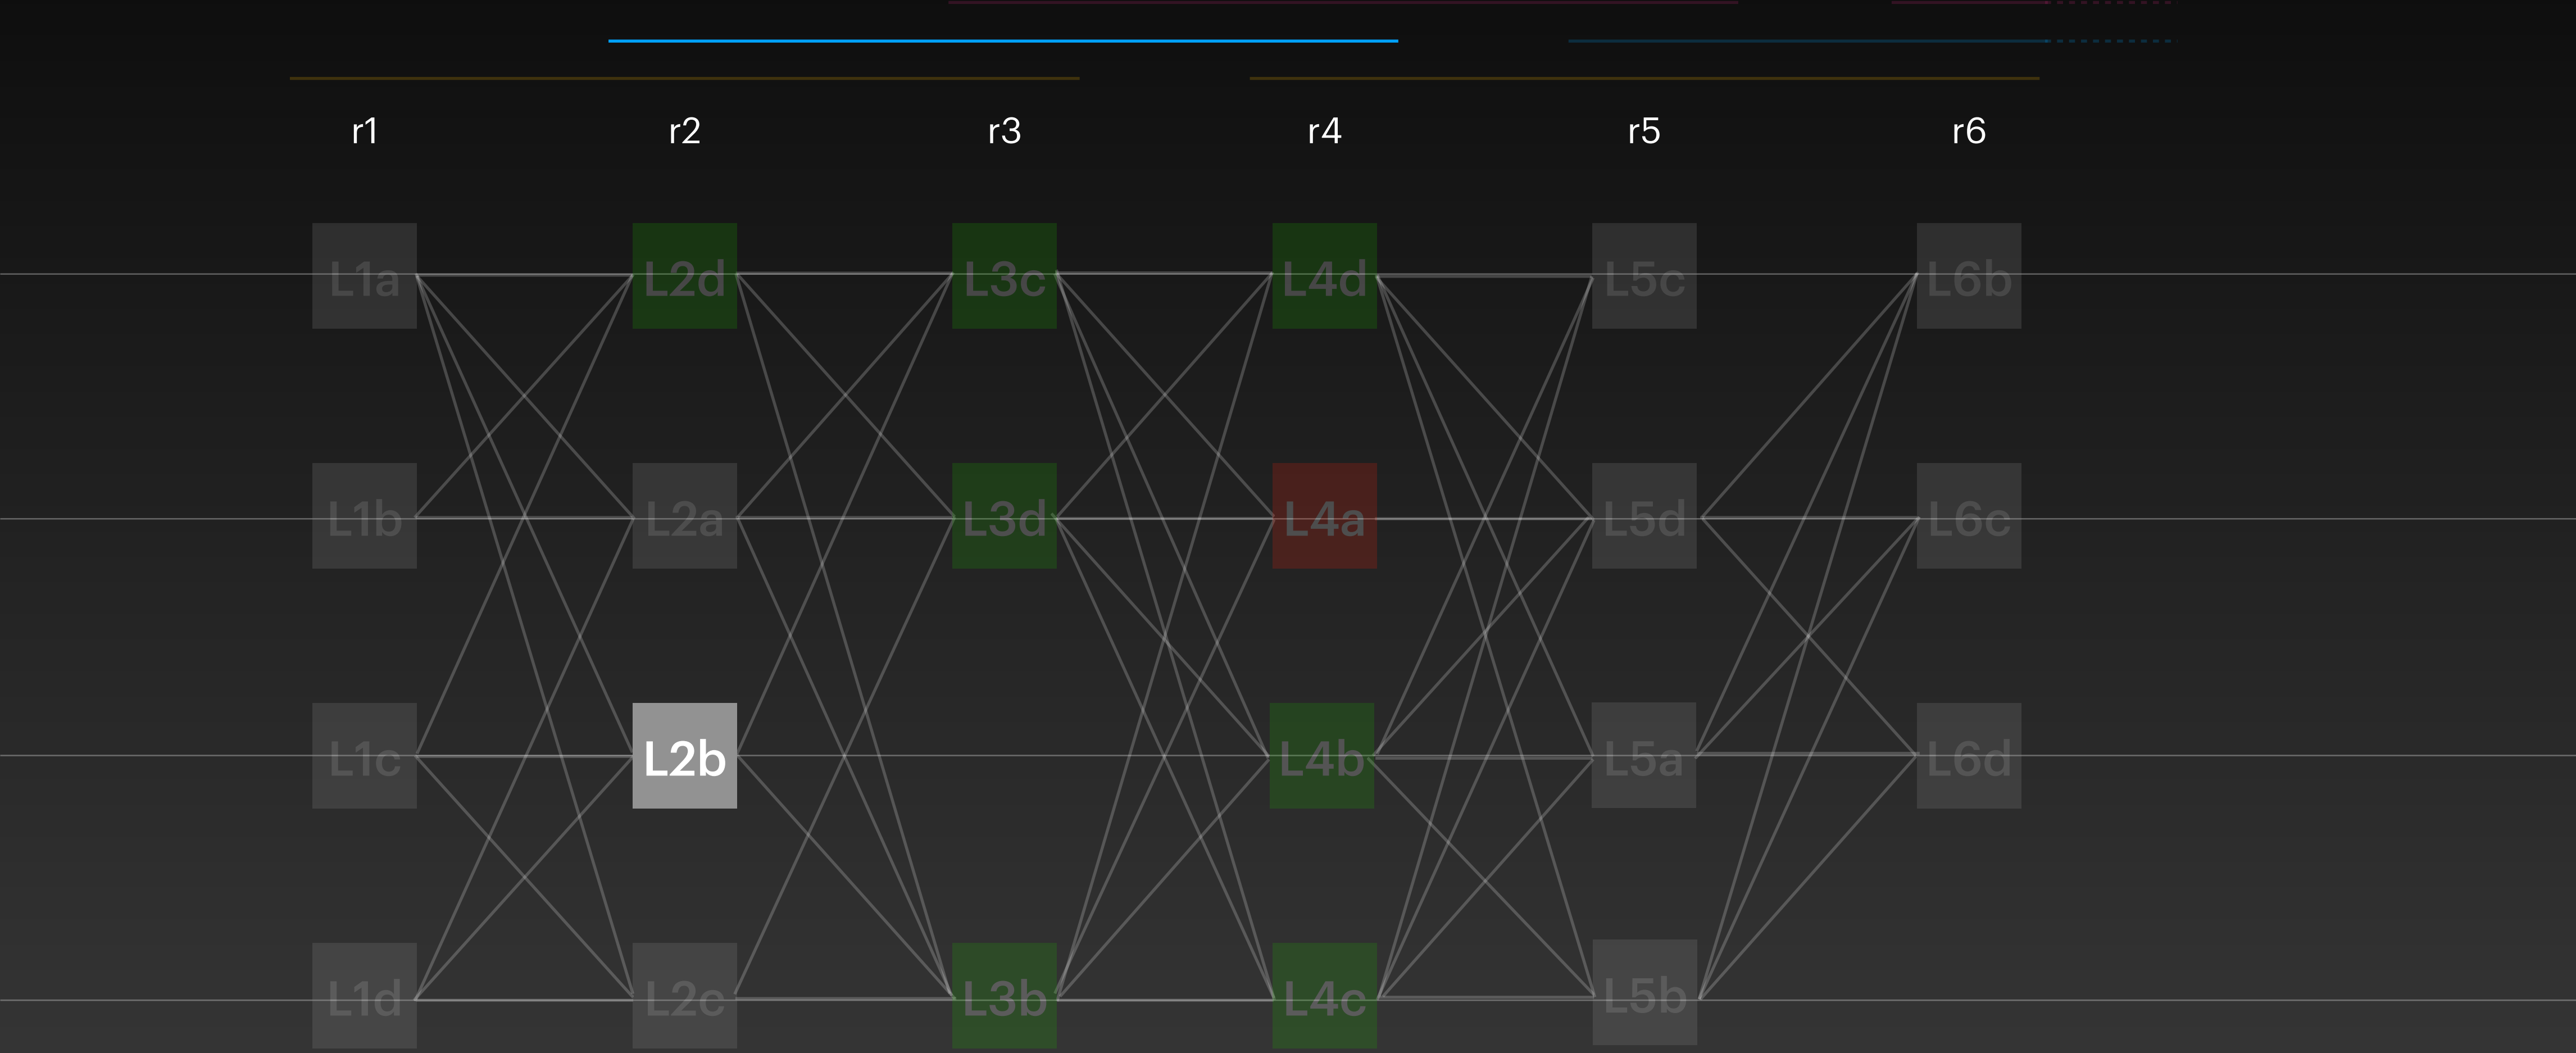 r1 r2 r3 r4 r5 r6
L1a L2d L3c L4d L5c L6b
L1b L2a L3d L4a L5d L6c
L1c L2b L4b L5a L6d
L1d L2c L3b L4c L5b